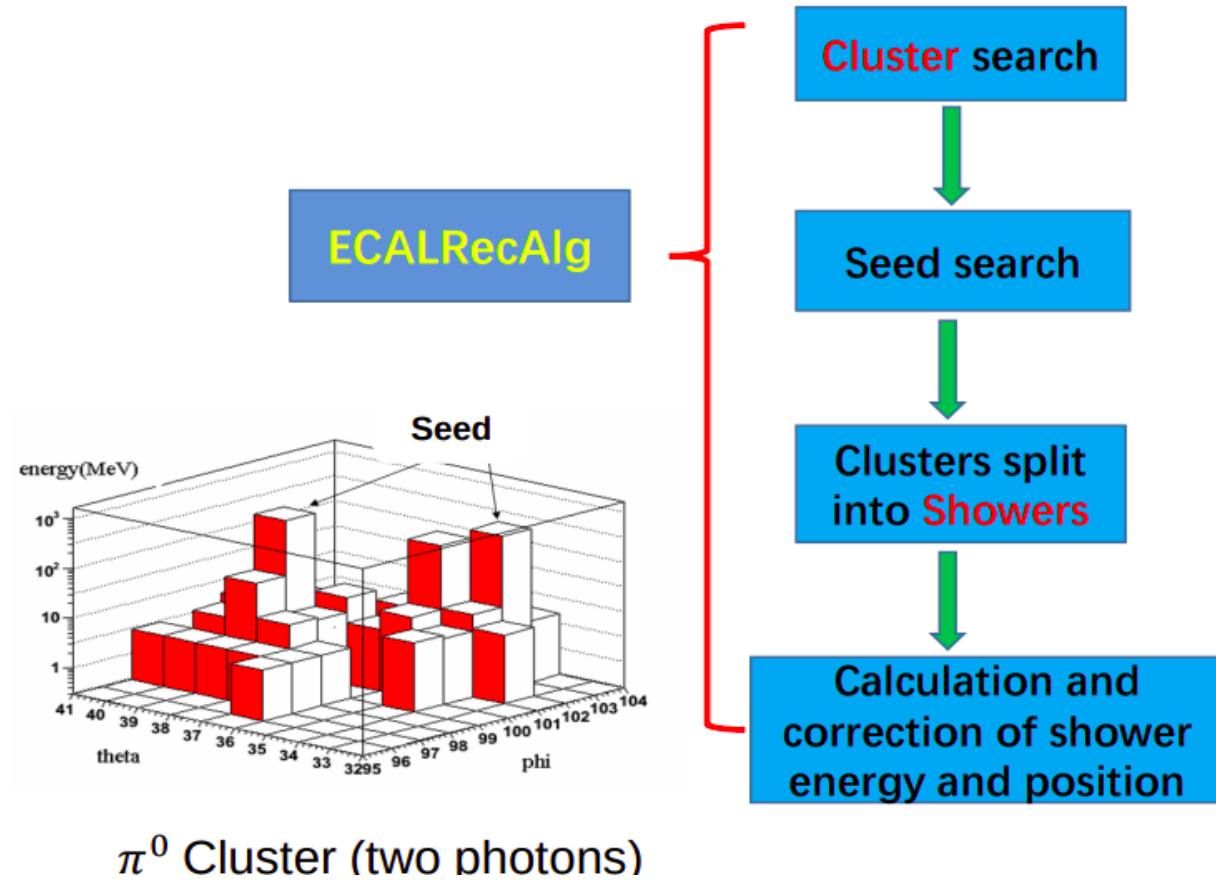 Cluster search
ECALRecAlg
Seed search
Clusters split
into Showers
Calculation and
correction of shower
energy and position
Seed
energy(MeV)
10³
10²
10
1
41 40 39 38 37 36 35 34 33 3295 96 97 98 99 100 101 102 103 104
theta
phi
π⁰ Cluster (two photons)